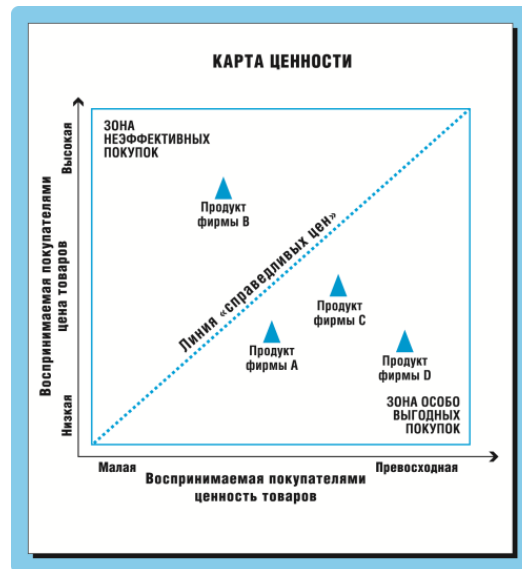 КАРТА ЦЕННОСТИ
ЗОНА
НЕЭФФЕКТИВНЫХ
ПОКУПОК
Высокая
Воспринимаемая покупателями
цена товаров
Низкая
Продукт
фирмы B
Линия «справедливых цен»
Продукт
фирмы C
Продукт
фирмы A
Продукт
фирмы D
ЗОНА ОСОБО
ВЫГОДНЫХ
ПОКУПОК
Малая
Превосходная
Воспринимаемая покупателями
ценность товаров